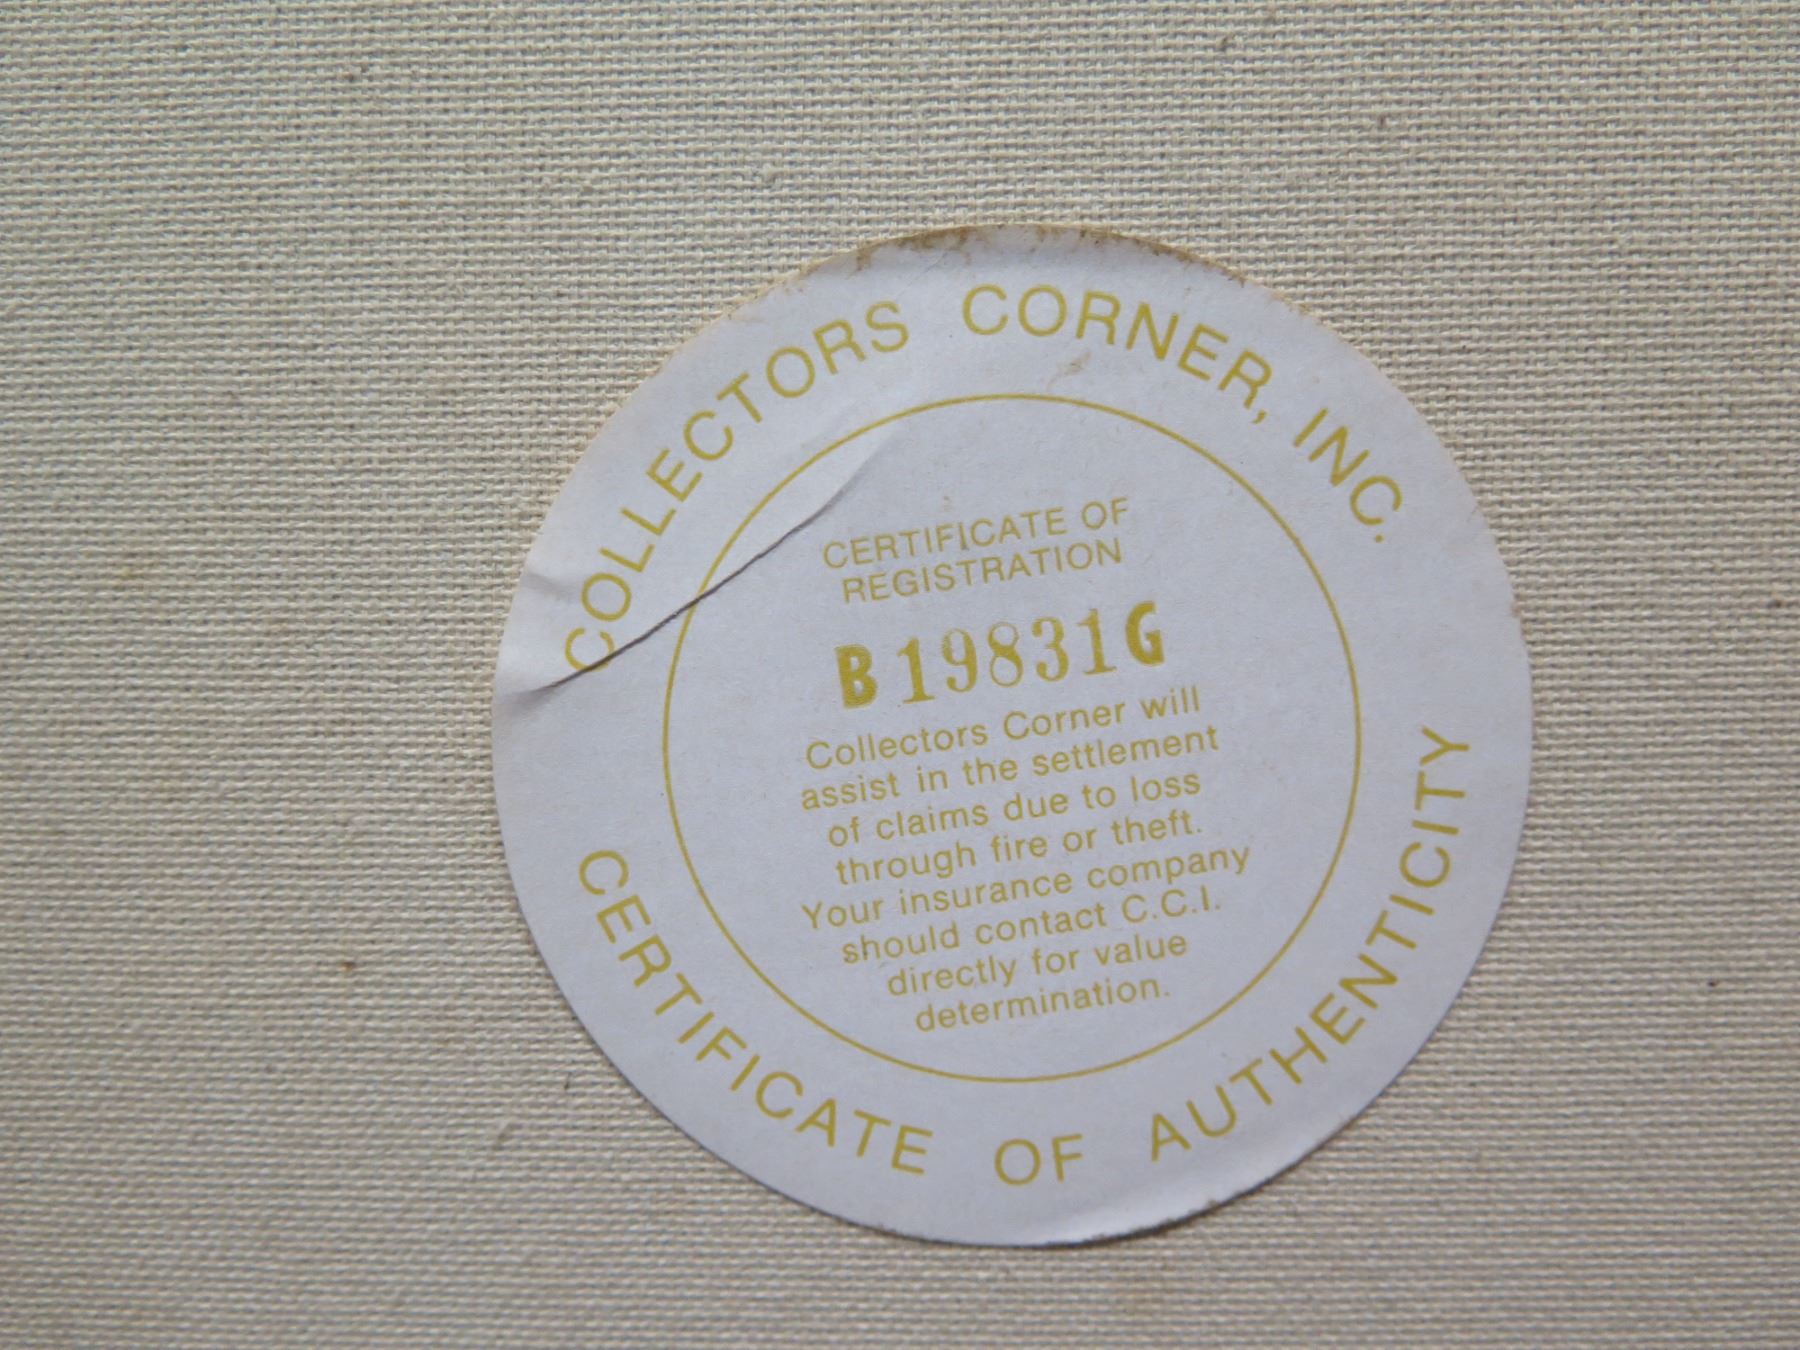 COLLECTORS CORNER, INC.
CERTIFICATE OF
REGISTRATION
B19831G
Collectors Corner will
assist in the settlement
of claims due to loss
through fire or theft.
Your insurance company
should contact C.C.I.
directly for value
determination.
CERTIFICATE OF AUTHENTICITY